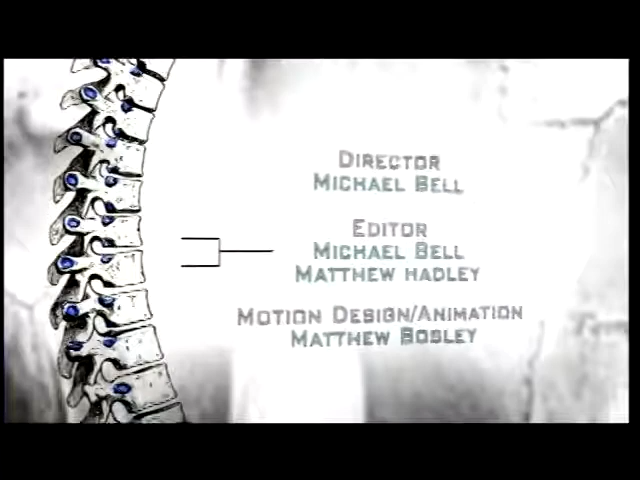 DIRECTOR
MICHAEL BELL
EDITOR
MICHAEL BELL
MATTHEW HADLEY
MOTION DESIGN/ANIMATION
MATTHEW BOSLEY